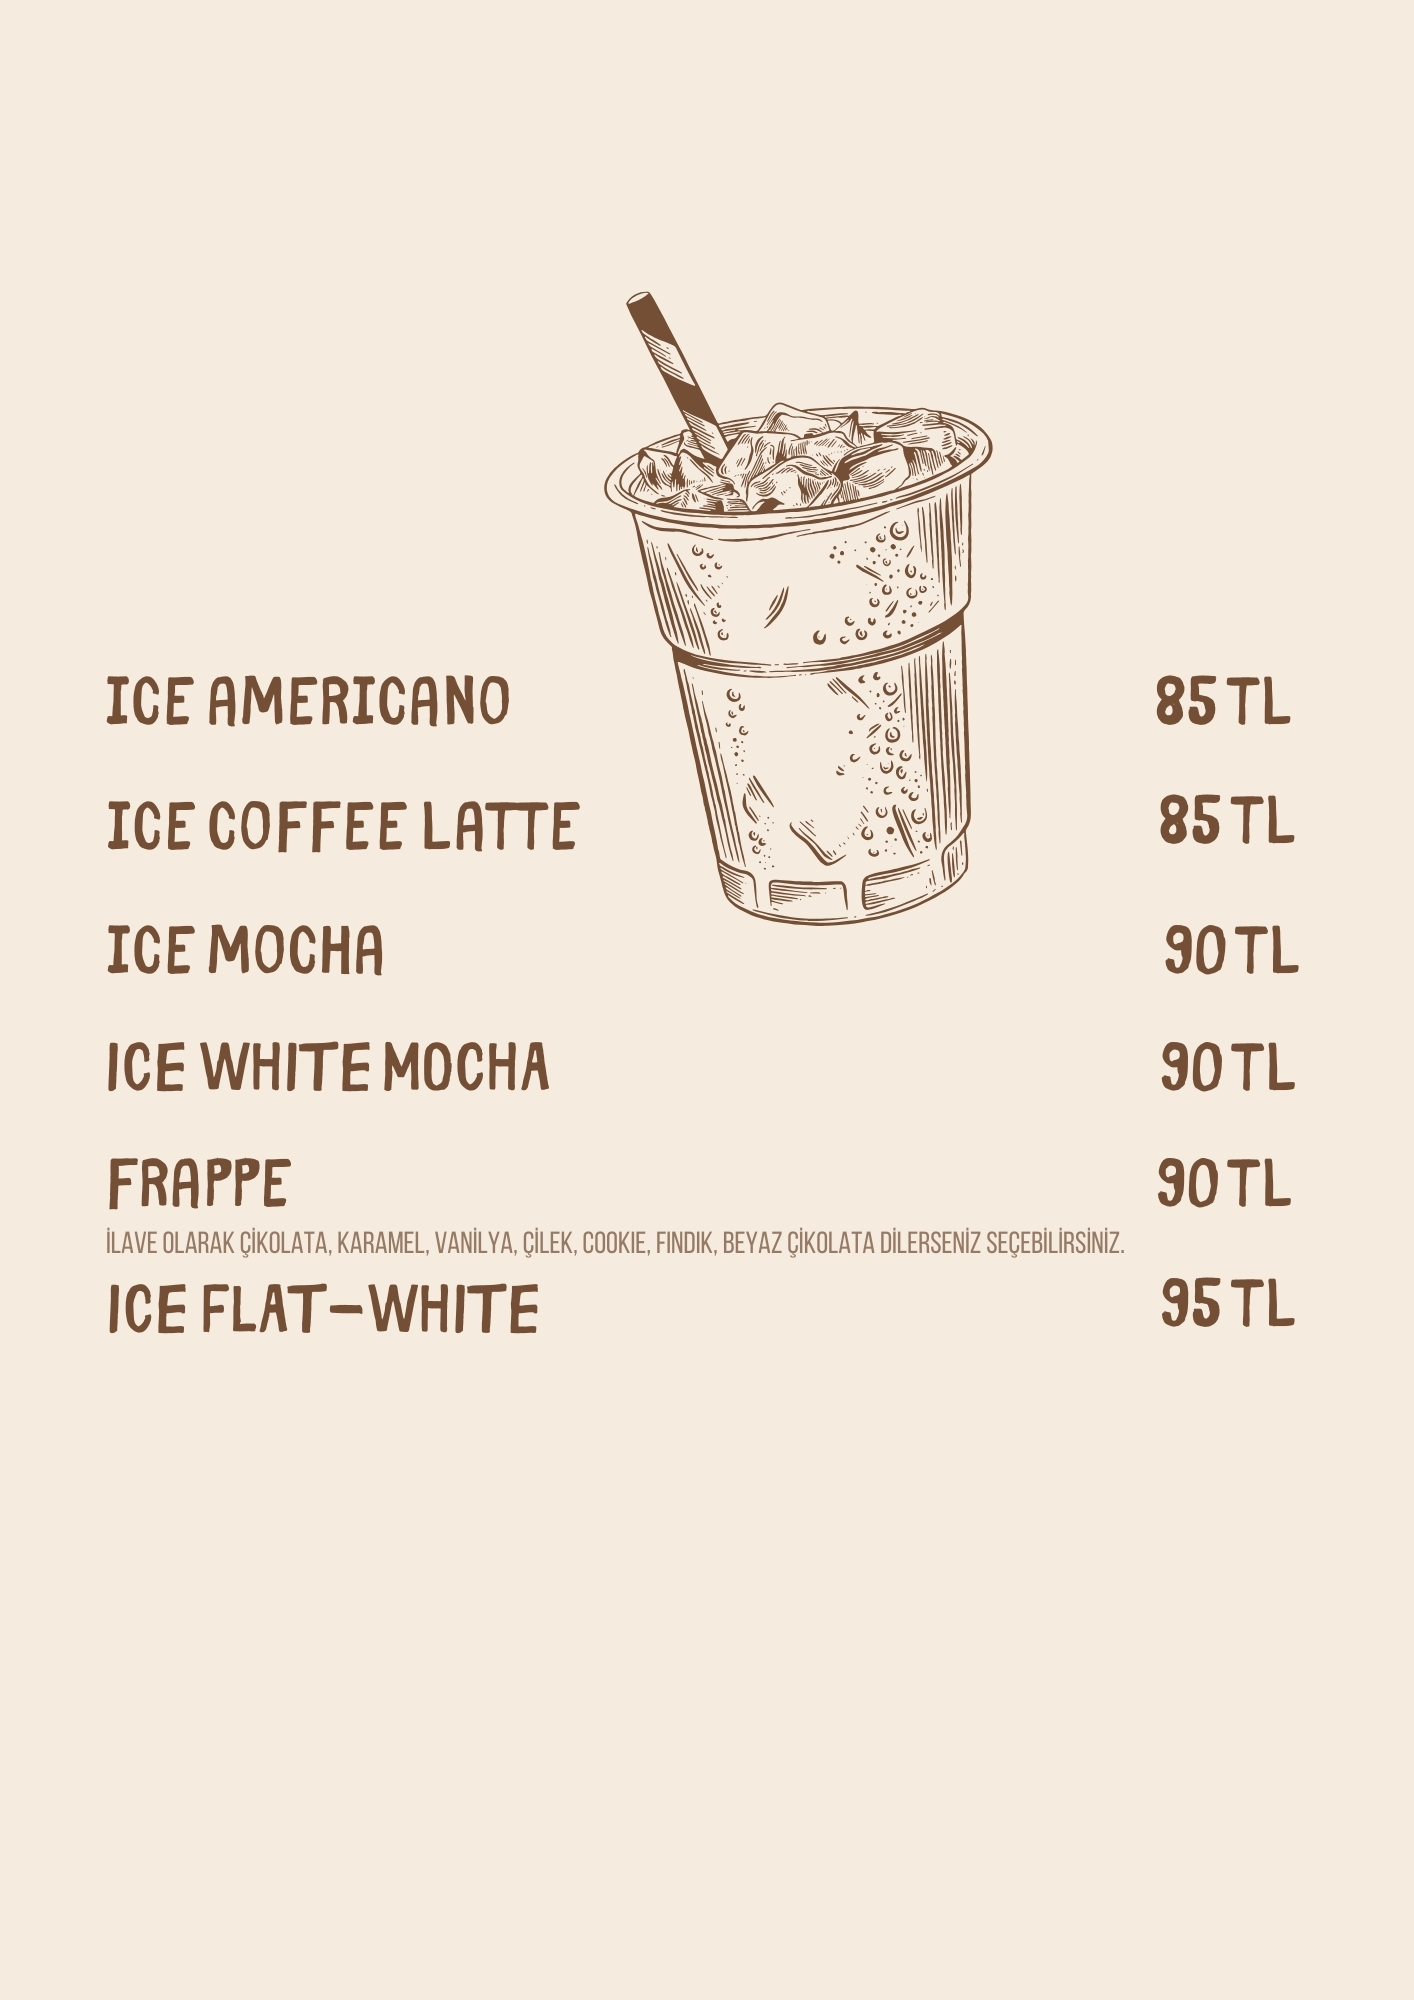 ICE AMERICANO 85 TL
ICE COFFEE LATTE 85 TL
ICE MOCHA 90 TL
ICE WHITE MOCHA 90 TL
FRAPPE 90 TL
İLAVE OLARAK ÇİKOLATA, KARAMEL, VANİLYA, ÇİLEK, COOKIE, FINDIK, BEYAZ ÇİKOLATA DİLERSENİZ SEÇEBİLİRSİNİZ.
ICE FLAT-WHITE 95 TL